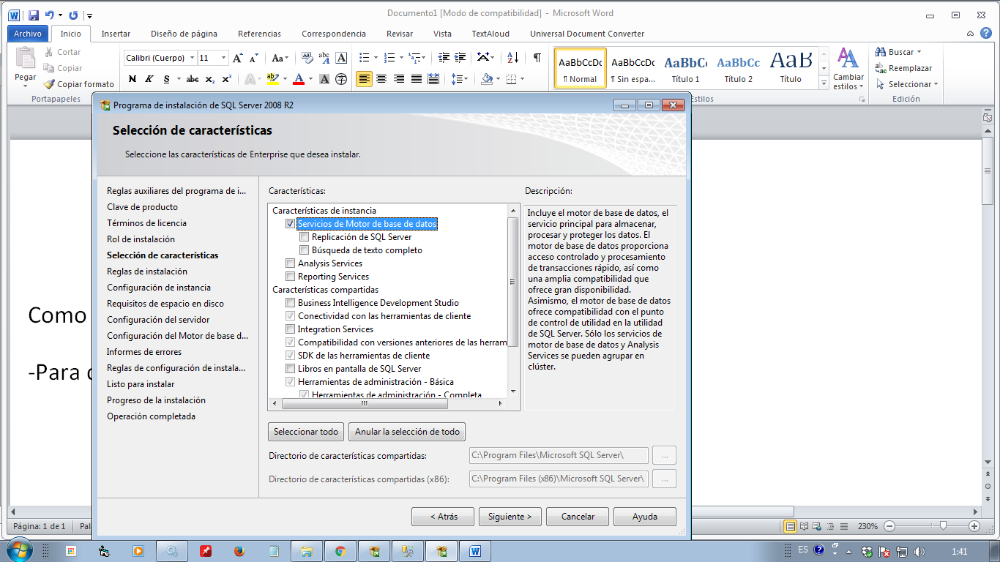 Documento1 [Modo de compatibilidad] - Microsoft Word
Archivo Inicio Insertar Diseño de página Referencias Correspondencia Revisar Vista TextAloud Universal Document Converter
Pegar
Cortar
Copiar
Copiar formato
Portapapeles
Calibri (Cuerpo) 11
N K S abc x₂ x²
AaBbCcDc
¶ Normal
AaBbCcDc
¶ Sin espa...
AaBbCc
Título 1
AaBbCc
Título 2
AaB
Título
Cambiar
estilos
Estilos
Buscar
Reemplazar
Seleccionar
Edición
Como
-Para
Programa de instalación de SQL Server 2008 R2
Selección de características
Seleccione las características de Enterprise que desea instalar.
Reglas auxiliares del programa de i...
Clave de producto
Términos de licencia
Rol de instalación
Selección de características
Reglas de instalación
Configuración de instancia
Requisitos de espacio en disco
Configuración del servidor
Configuración del Motor de base d...
Informes de errores
Reglas de configuración de instala...
Listo para instalar
Progreso de la instalación
Operación completada
Características:
Características de instancia
Servicios de Motor de base de datos
Replicación de SQL Server
Búsqueda de texto completo
Analysis Services
Reporting Services
Características compartidas
Business Intelligence Development Studio
Conectividad con las herramientas de cliente
Integration Services
Compatibilidad con versiones anteriores de las herram
SDK de las herramientas de cliente
Libros en pantalla de SQL Server
Herramientas de administración - Básica
Herramientas de administración - Completa
Descripción:
Incluye el motor de base de datos, el
servicio principal para almacenar,
procesar y proteger los datos. El
motor de base de datos proporciona
acceso controlado y procesamiento
de transacciones rápido, así como
una amplia compatibilidad que
ofrece gran disponibilidad.
Asimismo, el motor de base de datos
ofrece compatibilidad con el punto
de control de utilidad en la utilidad
de SQL Server. Sólo los servicios de
motor de base de datos y Analysis
Services se pueden agrupar en
clúster.
Seleccionar todo
Anular la selección de todo
Directorio de características compartidas:
C:\Program Files\Microsoft SQL Server\
...
Directorio de características compartidas (x86):
C:\Program Files (x86)\Microsoft SQL Server\
...
< Atrás
Siguiente >
Cancelar
Ayuda
Página: 1 de 1
Pala
230%
ES
1:41